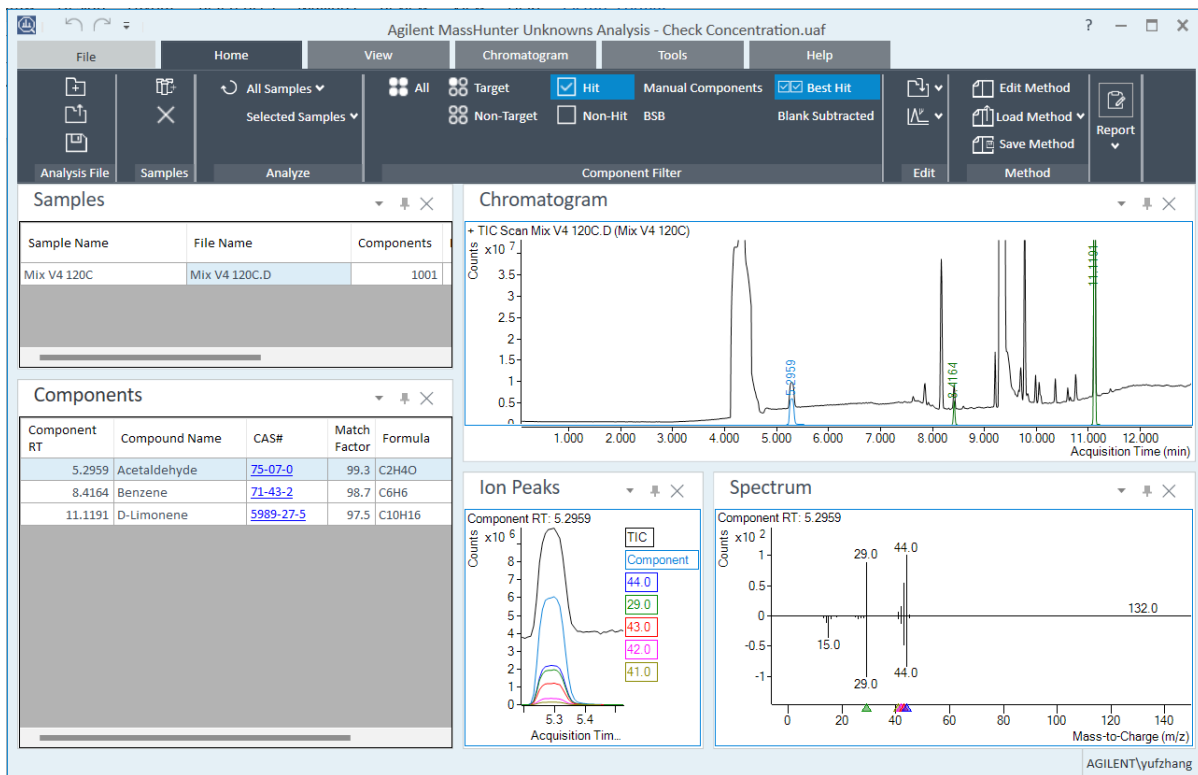 Agilent MassHunter Unknowns Analysis - Check Concentration.uaf
?
File Home View Chromatogram Tools Help
All Samples
Selected Samples
All Target Hit Manual Components Best Hit
Non-Target Non-Hit BSB Blank Subtracted
Edit Method
Load Method
Save Method
Report
Analysis File Samples Analyze Component Filter Edit Method
Samples
Sample Name File Name Components
Mix V4 120C Mix V4 120C.D 1001
Components
Component RT Compound Name CAS# Match Factor Formula
5.2959 Acetaldehyde 75-07-0 99.3 C2H4O
8.4164 Benzene 71-43-2 98.7 C6H6
11.1191 D-Limonene 5989-27-5 97.5 C10H16
Chromatogram
+ TIC Scan Mix V4 120C.D (Mix V4 120C)
Counts
x10 7
3.5
3
2.5
2
1.5
1
0.5
0
5.2959
8.4164
11.1191
1.000 2.000 3.000 4.000 5.000 6.000 7.000 8.000 9.000 10.000 11.000 12.000
Acquisition Time (min)
Ion Peaks
Component RT: 5.2959
Counts
x10 6
8
7
6
5
4
3
2
1
0
TIC
Component
44.0
29.0
43.0
42.0
41.0
5.3 5.4
Acquisition Tim...
Spectrum
Component RT: 5.2959
Counts
x10 2
1
0.5
0
-0.5
-1
29.0 44.0
132.0
15.0
29.0 44.0
0 20 40 60 80 100 120 140
Mass-to-Charge (m/z)
AGILENT\yufzhang